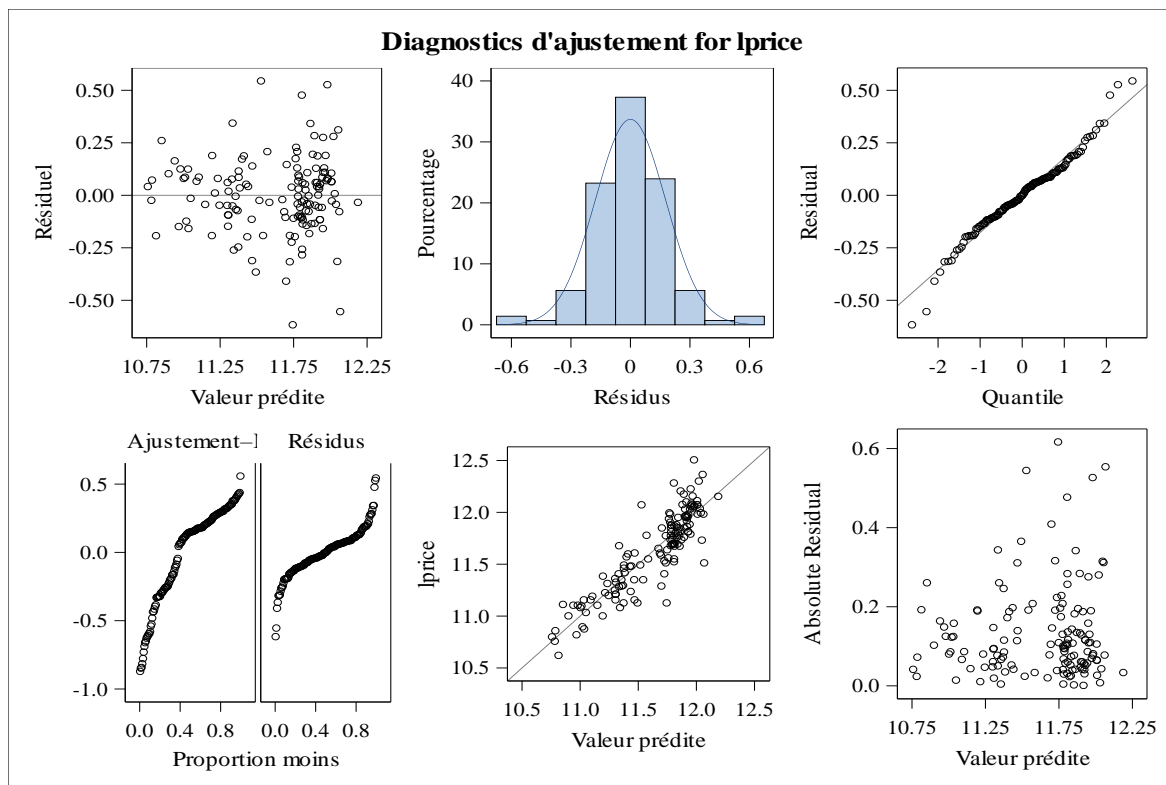 Diagnostics d'ajustement for lprice
0.50
0.25
0.00
-0.25
-0.50
Résiduel
10.75 11.25 11.75 12.25
Valeur prédite
40
30
20
10
0
Pourcentage
-0.6 -0.3 0.0 0.3 0.6
Résidus
0.50
0.25
0.00
-0.25
-0.50
Residual
-2 -1 0 1 2
Quantile
Ajustement–
Résidus
0.5
0.0
-0.5
-1.0
0.0 0.4 0.8 0.0 0.4 0.8
Proportion moins
12.5
12.0
11.5
11.0
10.5
lprice
10.5 11.0 11.5 12.0 12.5
Valeur prédite
0.6
0.4
0.2
0.0
Absolute Residual
10.75 11.25 11.75 12.25
Valeur prédite